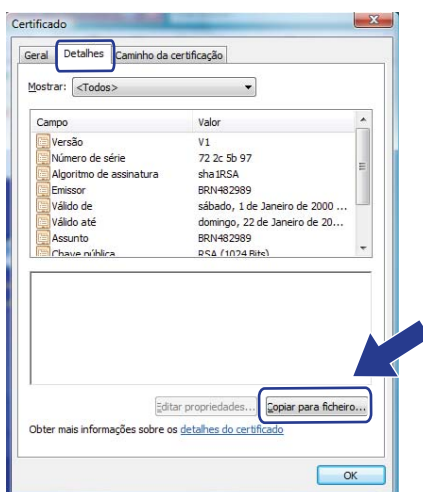 Certificado
Geral Detalhes Caminho da certificação
Mostrar: <Todos>
Campo Valor
Versão V1
Número de série 72 2c 5b 97
Algoritmo de assinatura sha1RSA
Emissor BRN482989
Válido de sábado, 1 de Janeiro de 2000 ...
Válido até domingo, 22 de Janeiro de 20...
Assunto BRN482989
Chave pública RSA (1024 Bits)
Editar propriedades... Copiar para ficheiro...
Obter mais informações sobre os detalhes do certificado
OK